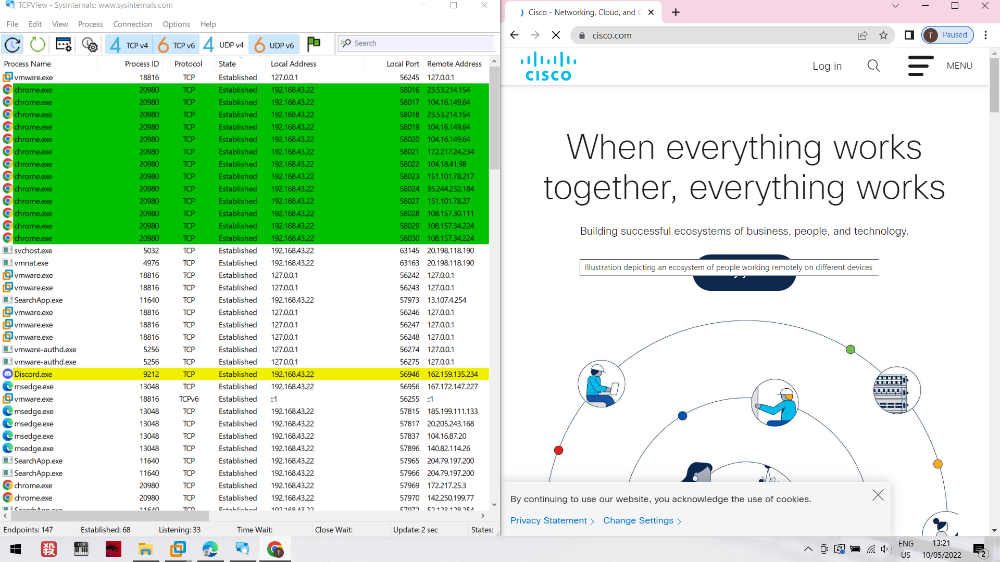 TCPView - Sysinternals: www.sysinternals.com
File Edit View Process Connection Options Help
4 TCP v4 6 TCP v6 4 UDP v4 6 UDP v6 Search
Process Name Process ID Protocol State Local Address Local Port Remote Address
vmware.exe 18816 TCP Established 127.0.0.1 56245 127.0.0.1
chrome.exe 20980 TCP Established 192.168.43.22 58016 23.53.214.154
chrome.exe 20980 TCP Established 192.168.43.22 58017 104.16.149.64
chrome.exe 20980 TCP Established 192.168.43.22 58018 23.53.214.154
chrome.exe 20980 TCP Established 192.168.43.22 58019 104.16.149.64
chrome.exe 20980 TCP Established 192.168.43.22 58020 104.16.149.64
chrome.exe 20980 TCP Established 192.168.43.22 58021 172.217.24.234
chrome.exe 20980 TCP Established 192.168.43.22 58022 104.18.41.98
chrome.exe 20980 TCP Established 192.168.43.22 58023 151.101.78.217
chrome.exe 20980 TCP Established 192.168.43.22 58024 35.244.232.184
chrome.exe 20980 TCP Established 192.168.43.22 58027 151.101.78.27
chrome.exe 20980 TCP Established 192.168.43.22 58028 108.157.30.111
chrome.exe 20980 TCP Established 192.168.43.22 58029 108.157.34.224
chrome.exe 20980 TCP Established 192.168.43.22 58030 108.157.34.224
svchost.exe 5032 TCP Established 192.168.43.22 63145 20.198.118.190
vmnat.exe 4976 TCP Established 192.168.43.22 63163 20.198.118.190
vmware.exe 18816 TCP Established 127.0.0.1 56242 127.0.0.1
vmware.exe 18816 TCP Established 127.0.0.1 56243 127.0.0.1
SearchApp.exe 11640 TCP Established 192.168.43.22 57973 13.107.4.254
vmware.exe 18816 TCP Established 127.0.0.1 56246 127.0.0.1
vmware.exe 18816 TCP Established 127.0.0.1 56247 127.0.0.1
vmware.exe 18816 TCP Established 127.0.0.1 56248 127.0.0.1
vmware-authd.exe 5256 TCP Established 127.0.0.1 56274 127.0.0.1
vmware-authd.exe 5256 TCP Established 127.0.0.1 56275 127.0.0.1
Discord.exe 9212 TCP Established 192.168.43.22 56946 162.159.135.234
msedge.exe 13048 TCP Established 192.168.43.22 56956 167.172.147.227
vmware.exe 18816 TCPv6 Established ::1 56255 ::1
msedge.exe 13048 TCP Established 192.168.43.22 57815 185.199.111.133
msedge.exe 13048 TCP Established 192.168.43.22 57817 20.205.243.168
msedge.exe 13048 TCP Established 192.168.43.22 57837 104.16.87.20
msedge.exe 13048 TCP Established 192.168.43.22 57896 140.82.114.26
SearchApp.exe 11640 TCP Established 192.168.43.22 57965 204.79.197.200
SearchApp.exe 11640 TCP Established 192.168.43.22 57966 204.79.197.200
chrome.exe 20980 TCP Established 192.168.43.22 57969 172.217.25.3
chrome.exe 20980 TCP Established 192.168.43.22 57970 142.250.199.77
SearchApp.exe 11640 TCP Established 192.168.43.22 57972 52.123.128.254
Endpoints: 147 Established: 68 Listening: 33 Time Wait: Close Wait: Update: 2 sec States:
Cisco - Networking, Cloud, and C
cisco.com
T Paused
CISCO
Log in
MENU
When everything works
together, everything works
Building successful ecosystems of business, people, and technology.
Illustration depicting an ecosystem of people working remotely on different devices
By continuing to use our website, you acknowledge the use of cookies.
Privacy Statement Change Settings
殺
EOP
T
ENG
US
13:21
10/05/2022
2